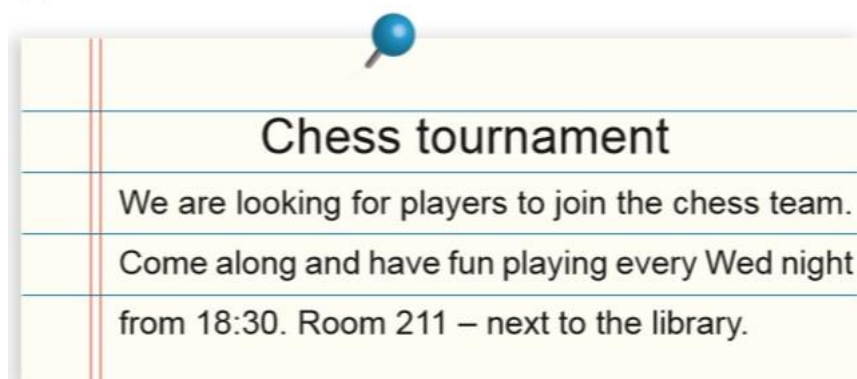 Chess tournament
We are looking for players to join the chess team.
Come along and have fun playing every Wed night
from 18:30. Room 211 – next to the library.